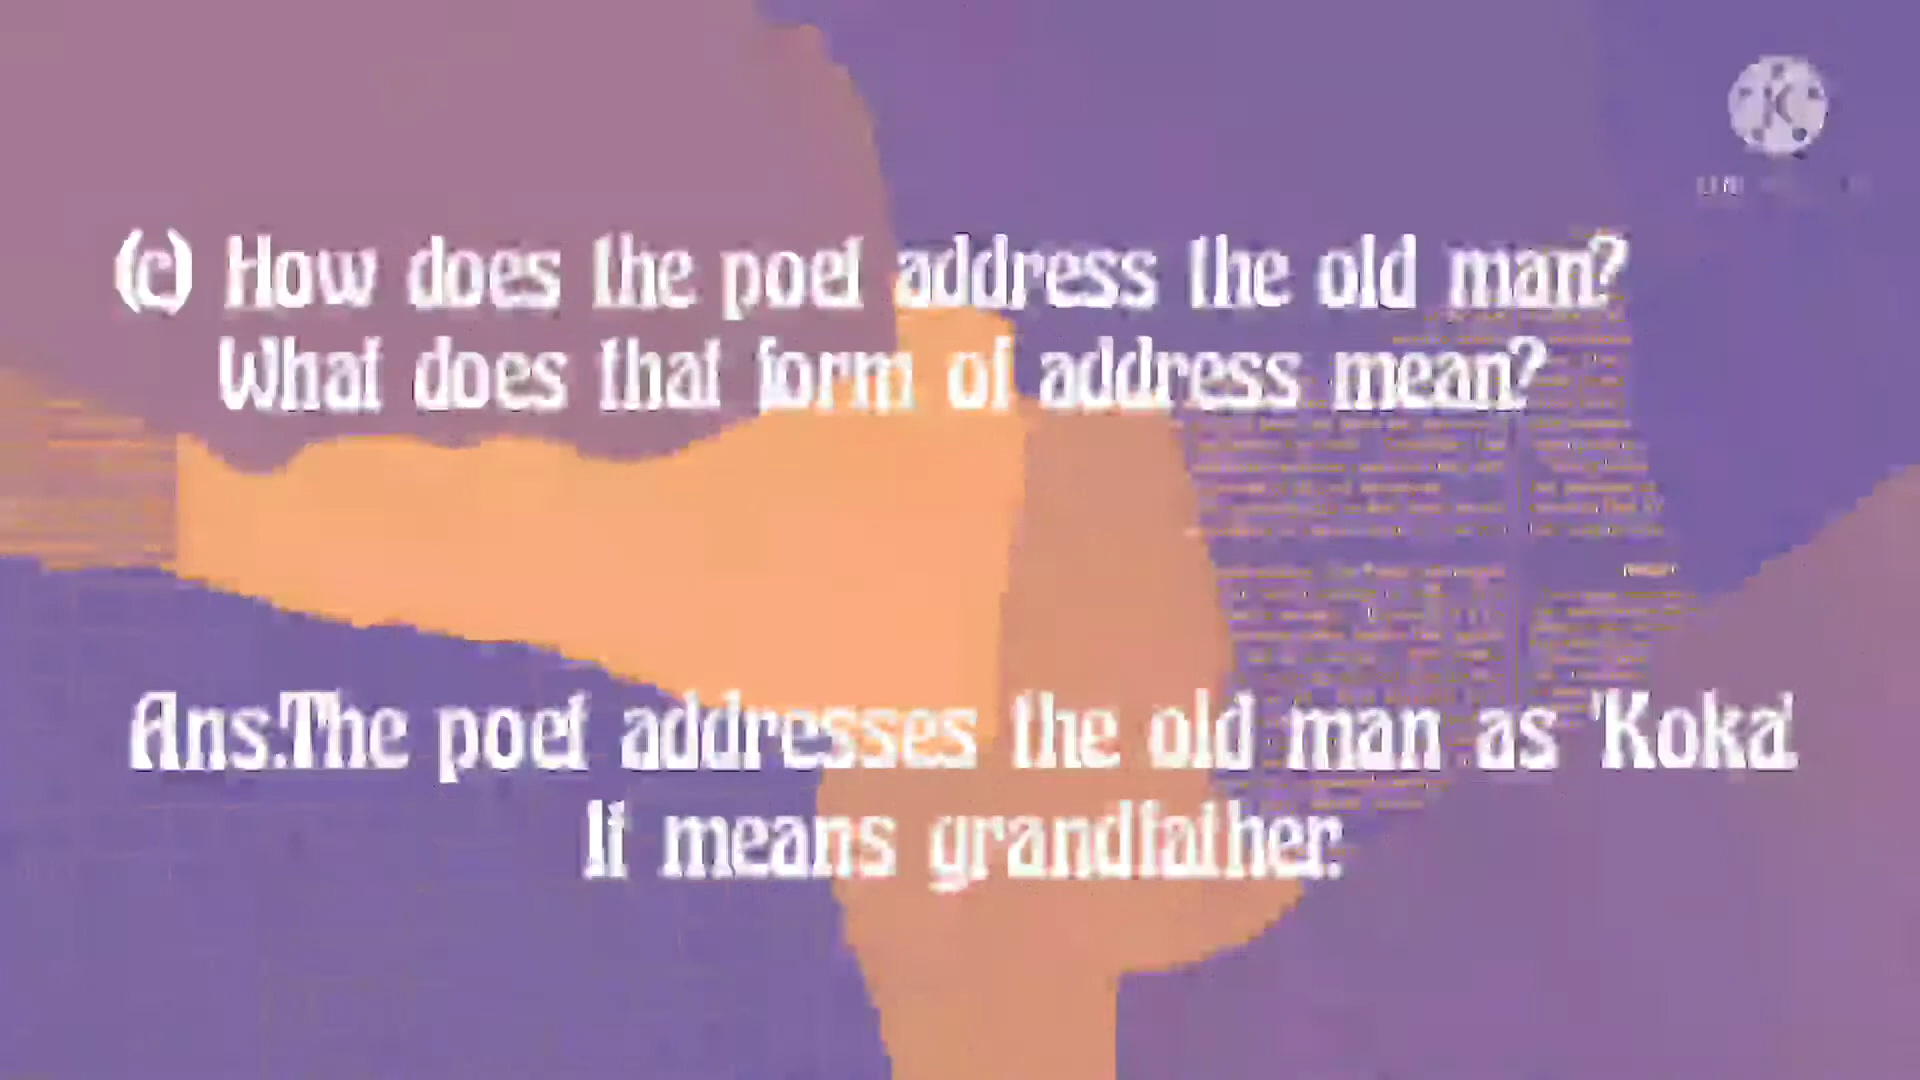 (c) How does the poet address the old man?
What does that form of address mean?
Ans.The poet addresses the old man as 'Koka'.
It means grandfather.